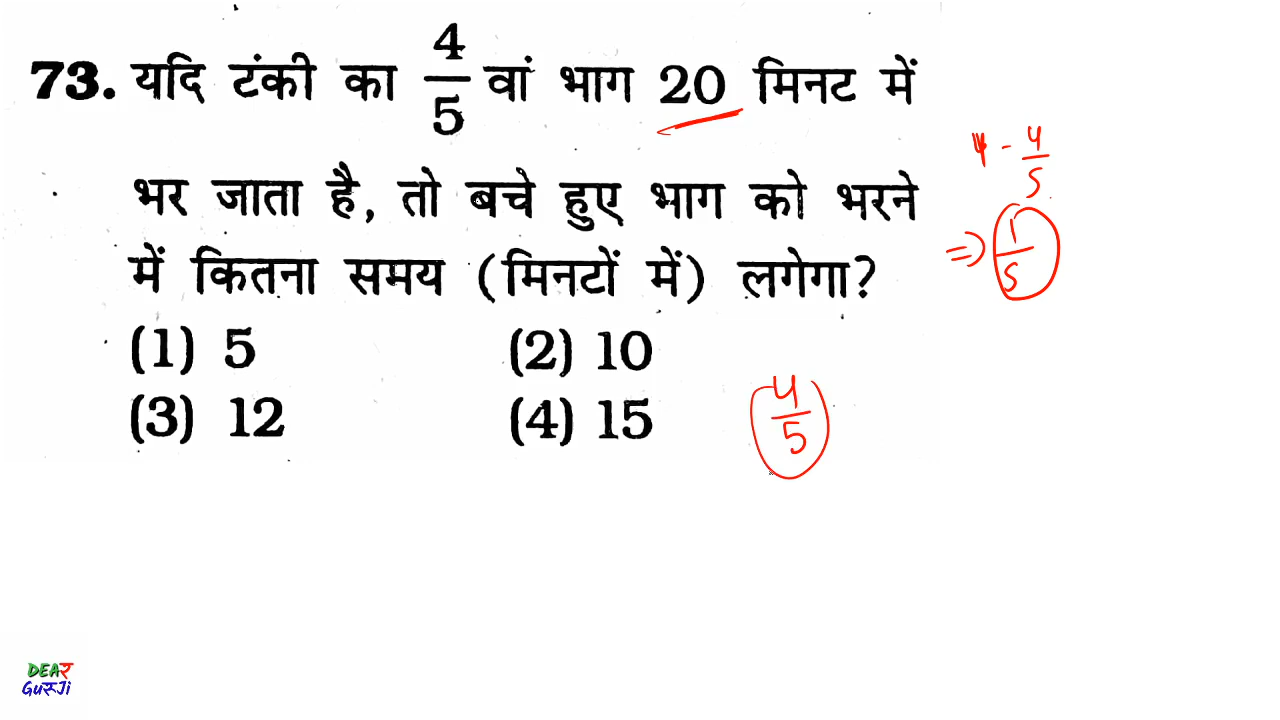 73. यदि टंकी का 4/5 वां भाग 20 मिनट में
भर जाता है, तो बचे हुए भाग को भरने
में कितना समय (मिनटों में) लगेगा?
(1) 5 (2) 10
(3) 12 (4) 15
- 4/5
⇒ 1/5
4/5
DEAR
GuruJi